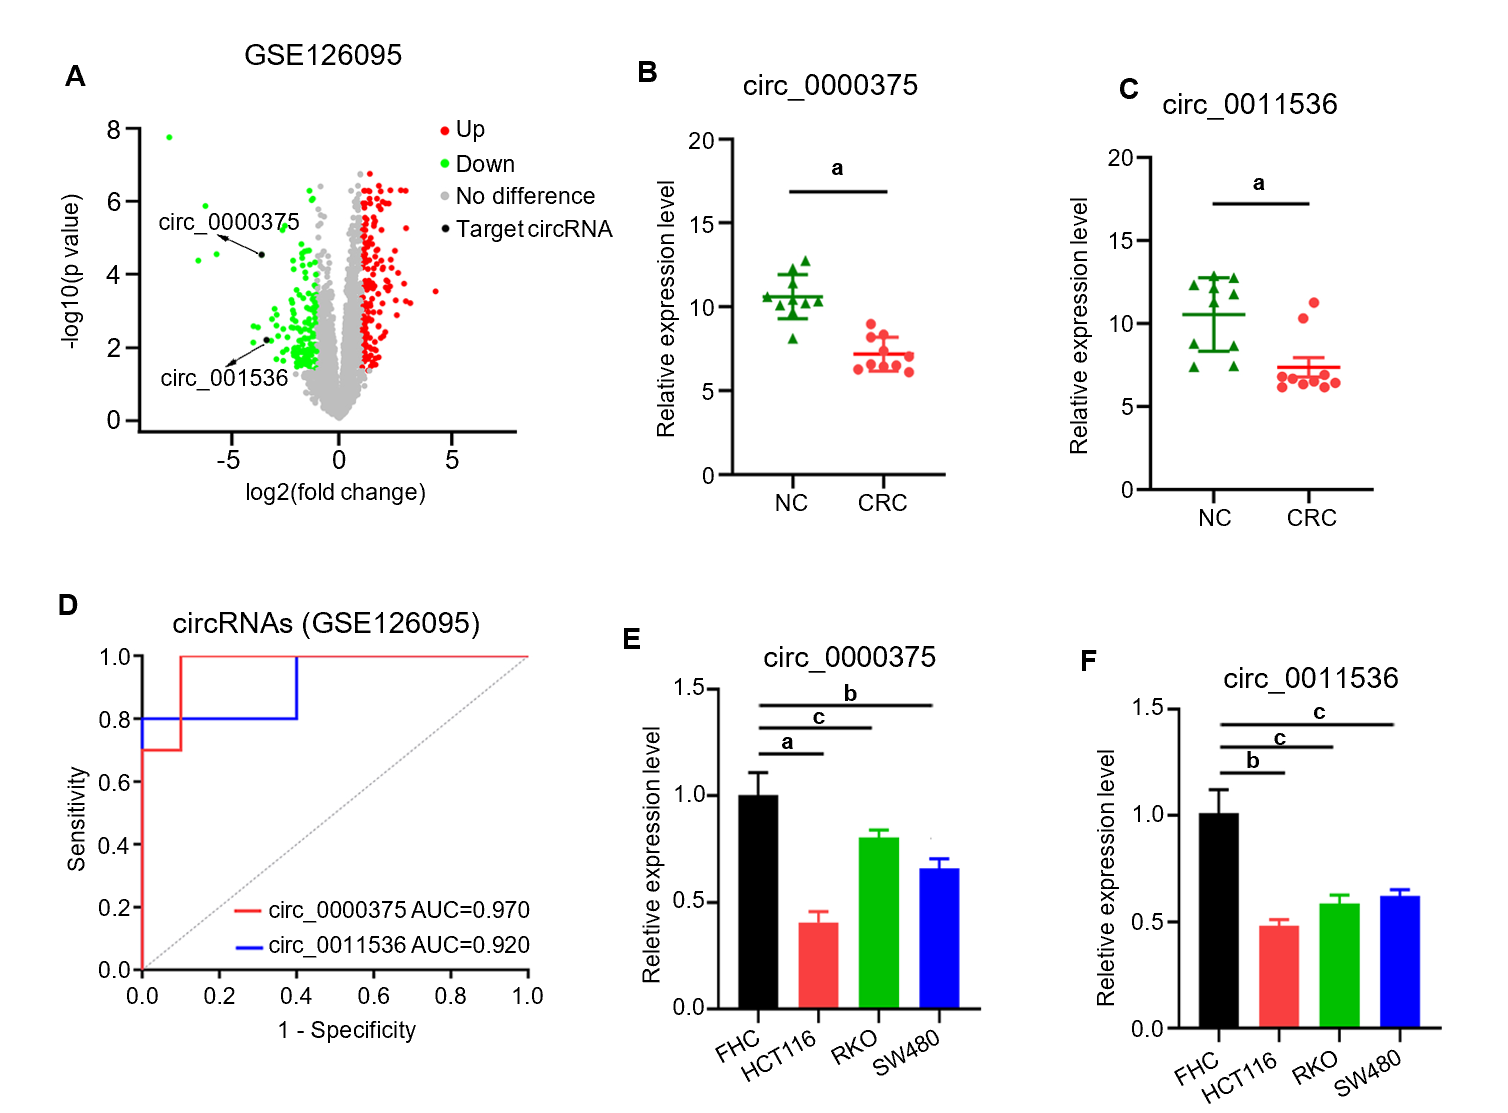 A
GSE126095
8
6
4
2
0
-5
0
5
-log10(p value)
log2(fold change)
Up
Down
No difference
Target circRNA
circ_0000375
circ_001536
B
circ_0000375
20
15
10
5
0
Relative expression level
a
NC
CRC
C
circ_0011536
20
15
10
5
0
Relative expression level
a
NC
CRC
D
circRNAs (GSE126095)
1.0
0.8
0.6
0.4
0.2
0.0
0.0
0.2
0.4
0.6
0.8
1.0
Sensitivity
1 - Specificity
circ_0000375 AUC=0.970
circ_0011536 AUC=0.920
E
circ_0000375
1.5
1.0
0.5
0.0
Reletive expression level
b
c
a
FHC
HCT116
RKO
SW480
F
circ_0011536
1.5
1.0
0.5
0.0
Reletive expression level
c
c
b
FHC
HCT116
RKO
SW480